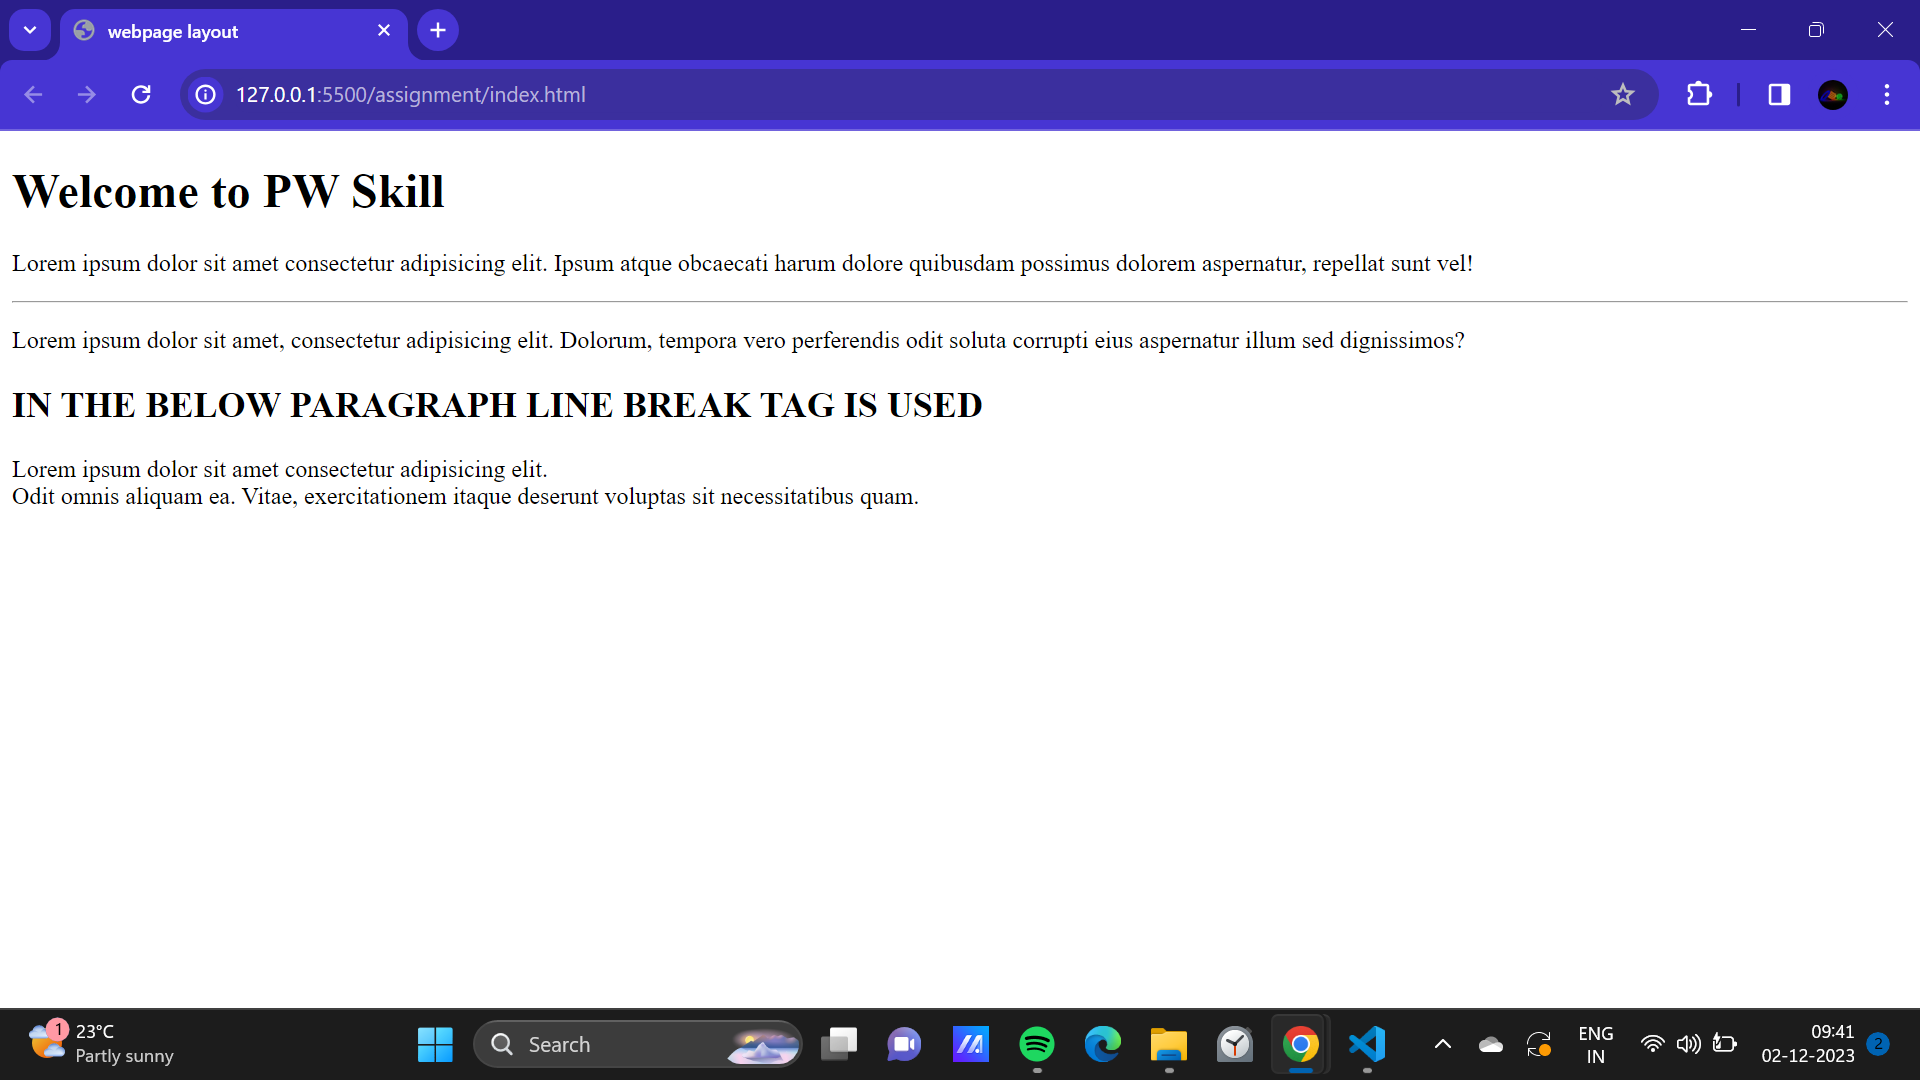 webpage layout
127.0.0.1:5500/assignment/index.html
Welcome to PW Skill
Lorem ipsum dolor sit amet consectetur adipisicing elit. Ipsum atque obcaecati harum dolore quibusdam possimus dolorem aspernatur, repellat sunt vel!
Lorem ipsum dolor sit amet, consectetur adipisicing elit. Dolorum, tempora vero perferendis odit soluta corrupti eius aspernatur illum sed dignissimos?
IN THE BELOW PARAGRAPH LINE BREAK TAG IS USED
Lorem ipsum dolor sit amet consectetur adipisicing elit.
Odit omnis aliquam ea. Vitae, exercitationem itaque deserunt voluptas sit necessitatibus quam.
1
23°C
Partly sunny
Search
ENG
IN
09:41
02-12-2023
2